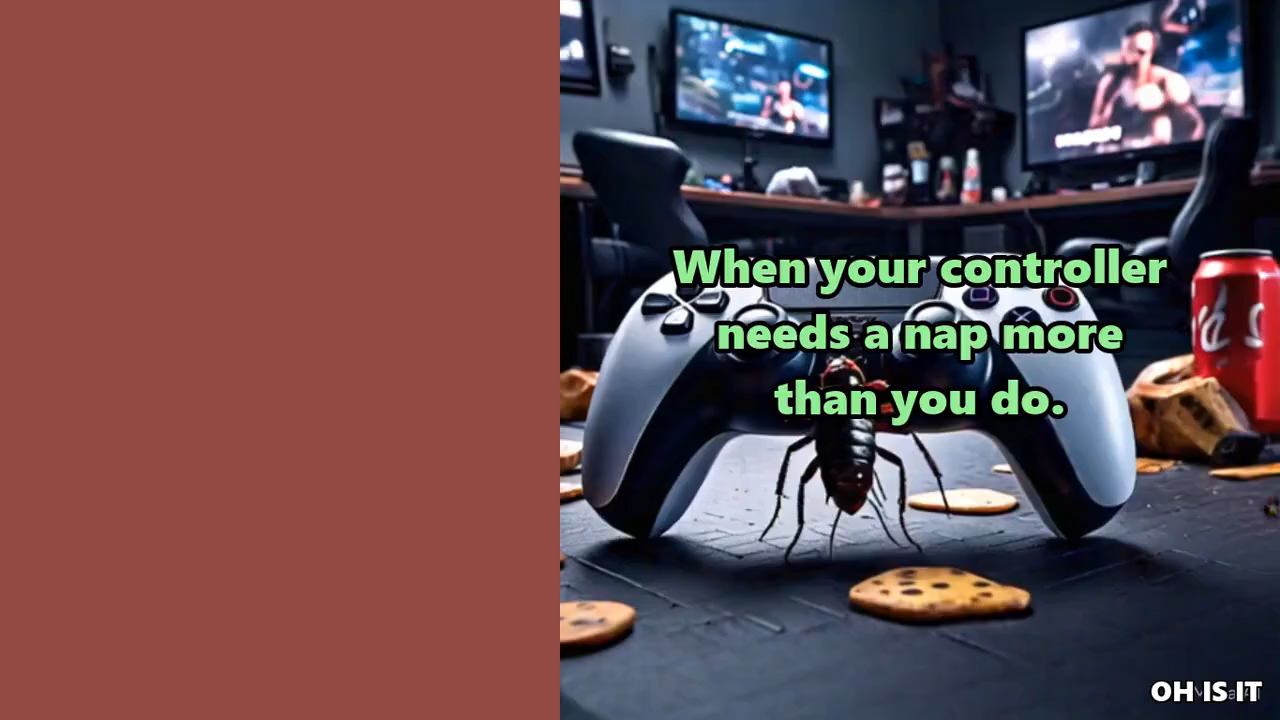 When your controller
needs a nap more
than you do.
OH IS IT